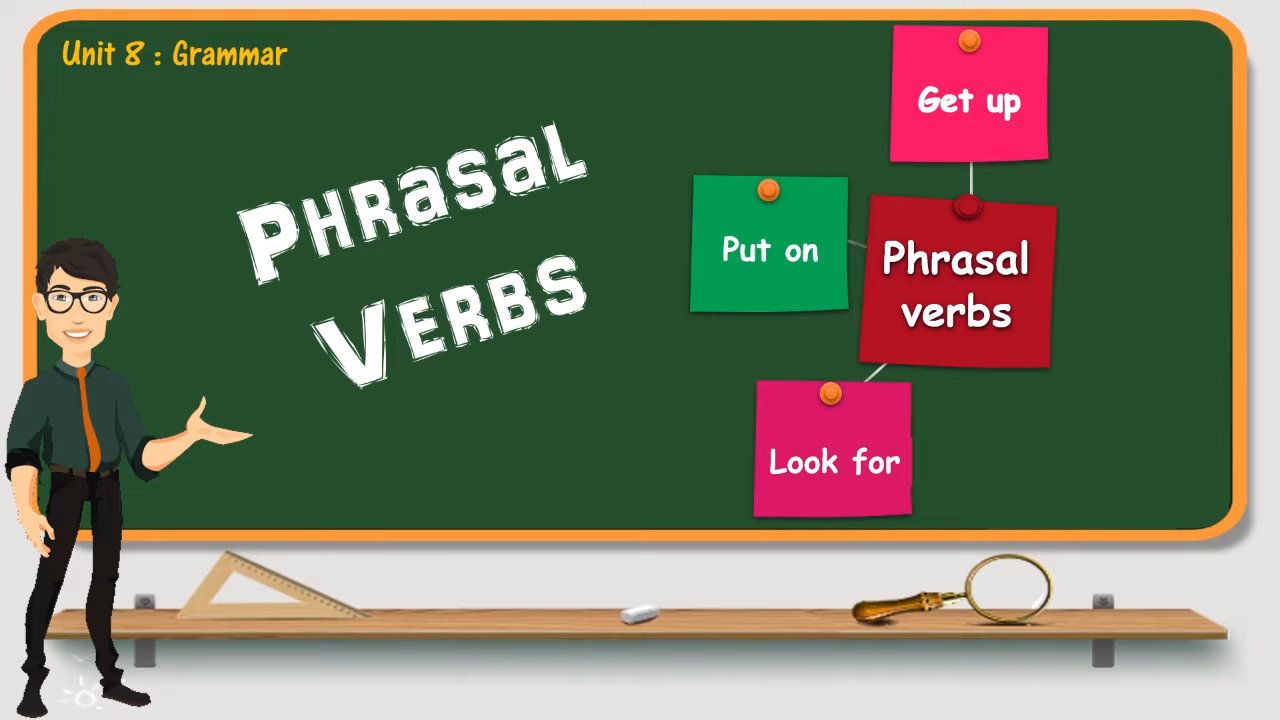 Unit 8 : Grammar
Phrasal
Verbs
Get up
Put on
Phrasal
verbs
Look for